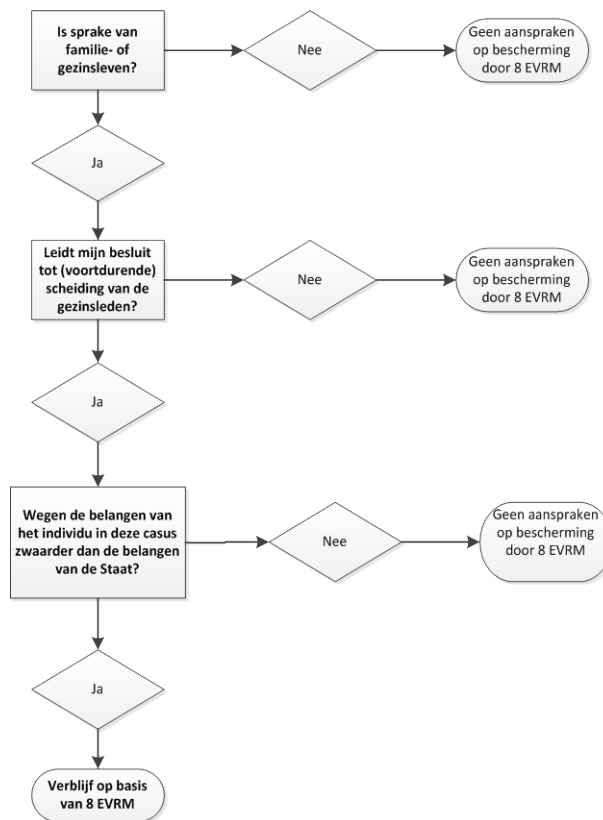 Is sprake van
familie- of
gezinsleven?
Nee
Geen aanspraken
op bescherming
door 8 EVRM
Ja
Leidt mijn besluit
tot (voortdurende)
scheiding van de
gezinsleden?
Nee
Geen aanspraken
op bescherming
door 8 EVRM
Ja
Wegen de belangen van
het individu in deze casus
zwaarder dan de belangen
van de Staat?
Nee
Geen aanspraken
op bescherming
door 8 EVRM
Ja
Verblijf op basis
van 8 EVRM